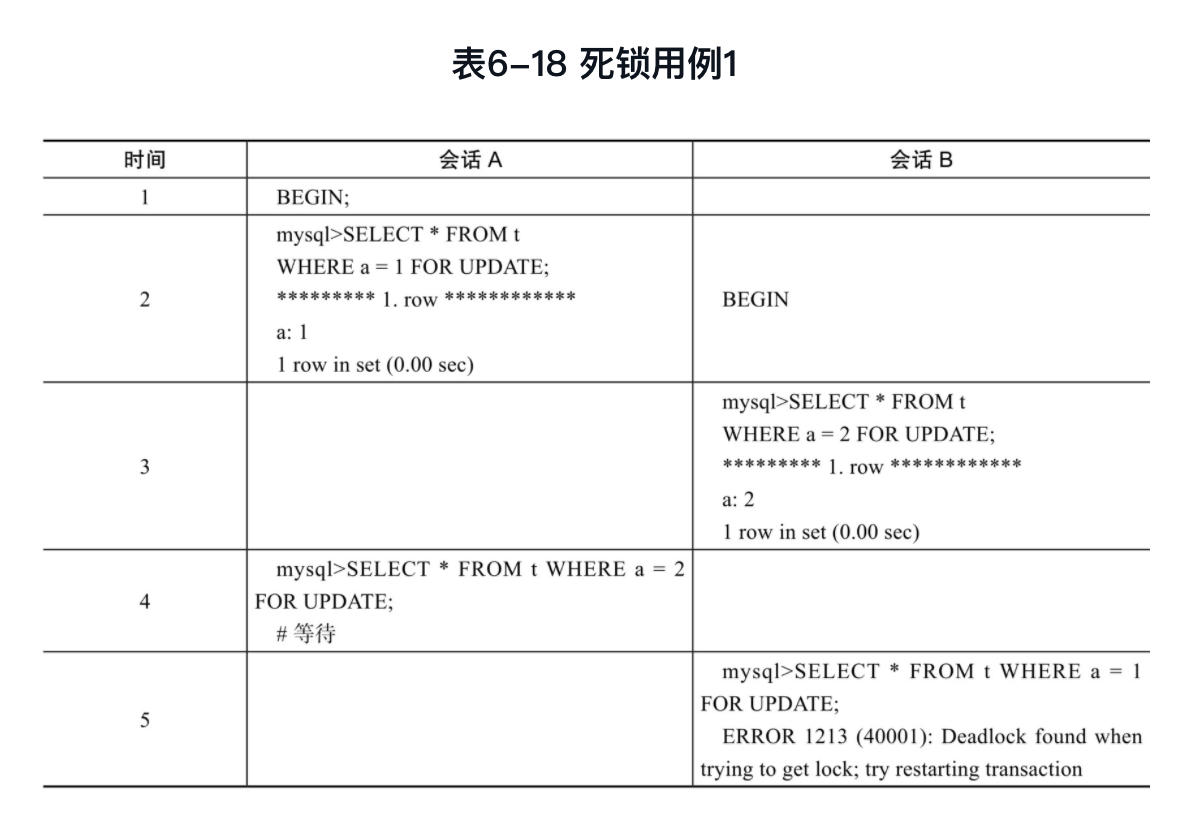 表6-18 死锁用例1
时间 会话 A 会话 B
1 BEGIN;
mysql>SELECT * FROM t
WHERE a = 1 FOR UPDATE;
2 ********* 1. row ************ BEGIN
a: 1
1 row in set (0.00 sec)
mysql>SELECT * FROM t
WHERE a = 2 FOR UPDATE;
3 ********* 1. row ************
a: 2
1 row in set (0.00 sec)
mysql>SELECT * FROM t WHERE a = 2
4 FOR UPDATE;
# 等待
mysql>SELECT * FROM t WHERE a = 1
5 FOR UPDATE;
ERROR 1213 (40001): Deadlock found when
trying to get lock; try restarting transaction